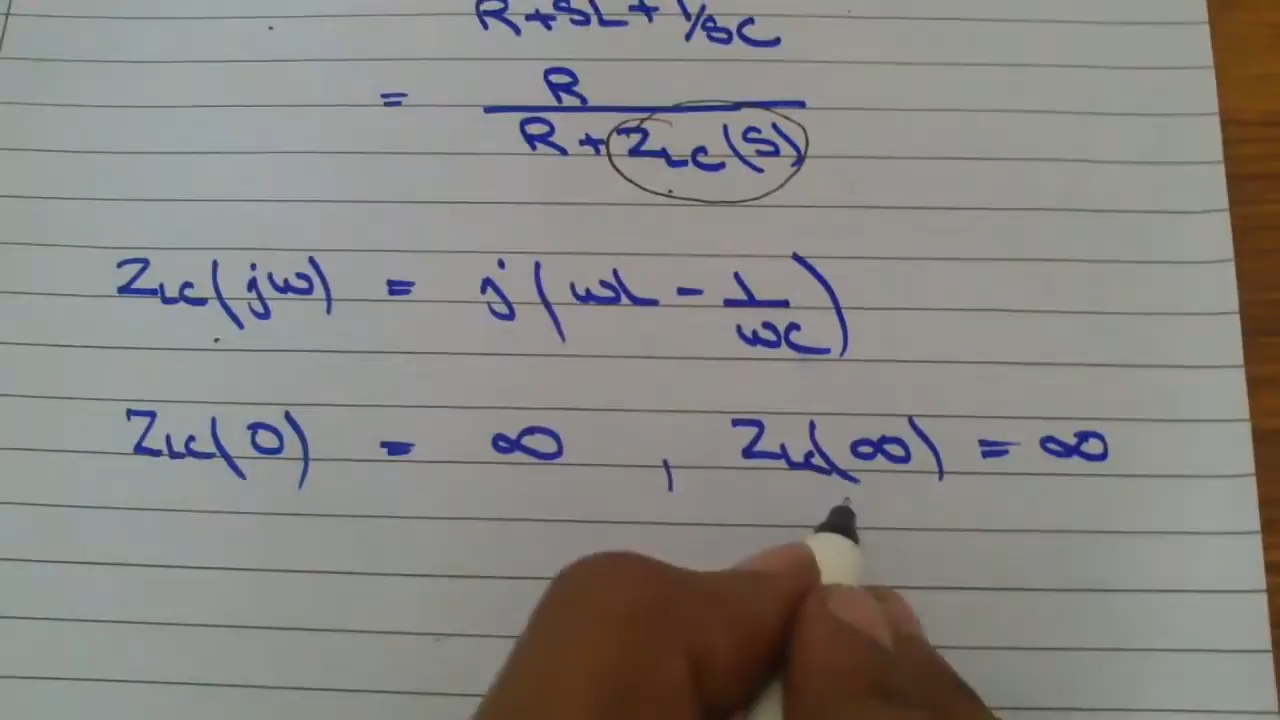 R+SL+1/SC
= R
R+Z_LC(S)
Z_LC(jω) = j(ωL - 1/ωC)
Z_LC(0) = ∞ , Z_LC(∞) = ∞